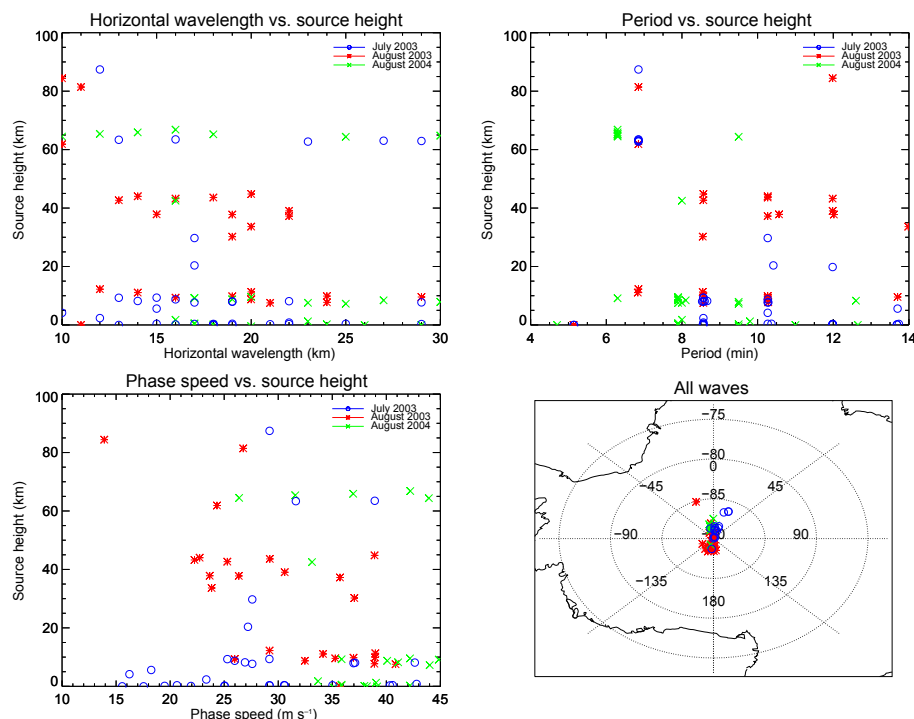 Horizontal wavelength vs. source height
100
80
60
40
20
0
Source height (km)
July 2003
August 2003
August 2004
10
15
20
25
30
Horizontal wavelength (km)
Period vs. source height
100
80
60
40
20
0
Source height (km)
July 2003
August 2003
August 2004
4
6
8
10
12
14
Period (min)
Phase speed vs. source height
100
80
60
40
20
0
Source height (km)
July 2003
August 2003
August 2004
10
15
20
25
30
35
40
45
Phase speed (m s⁻¹)
All waves
−75
−80
0
−45
45
−85
−90
90
−135
135
180